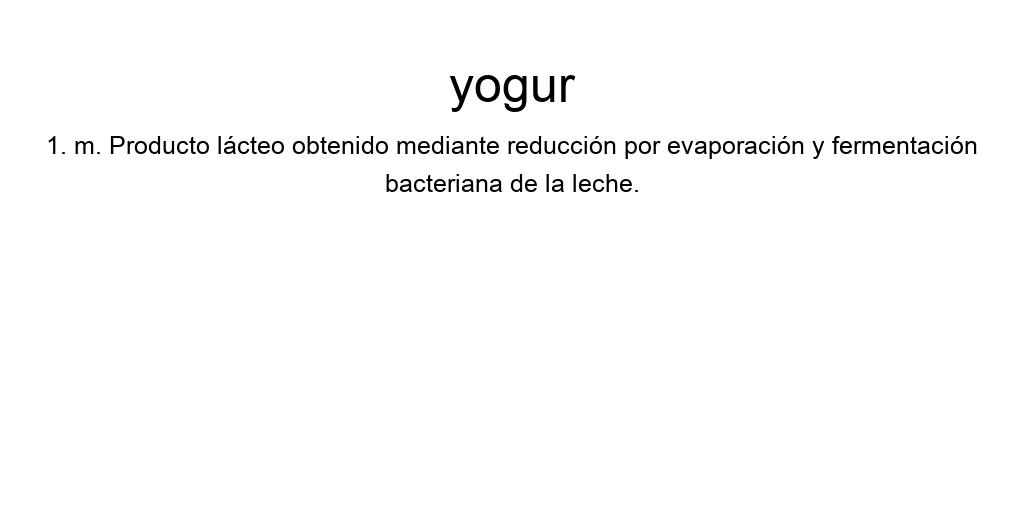 yogur
1. m. Producto lácteo obtenido mediante reducción por evaporación y fermentación
bacteriana de la leche.